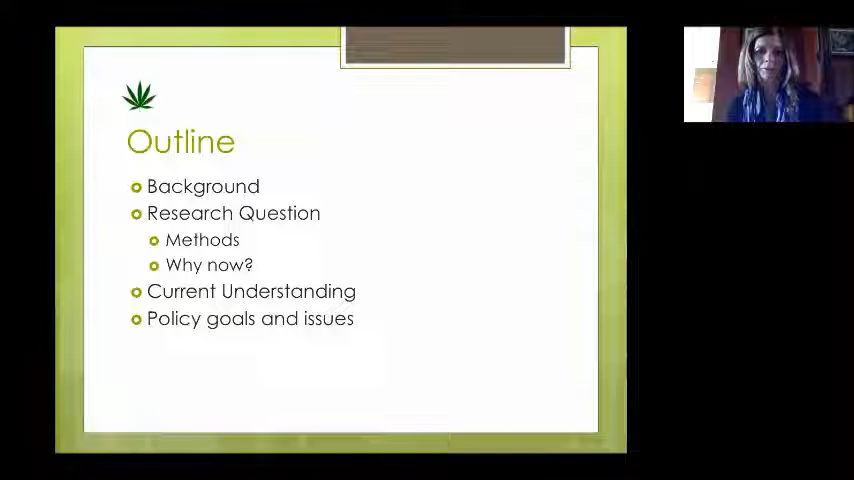 Outline
Background
Research Question
Methods
Why now?
Current Understanding
Policy goals and issues